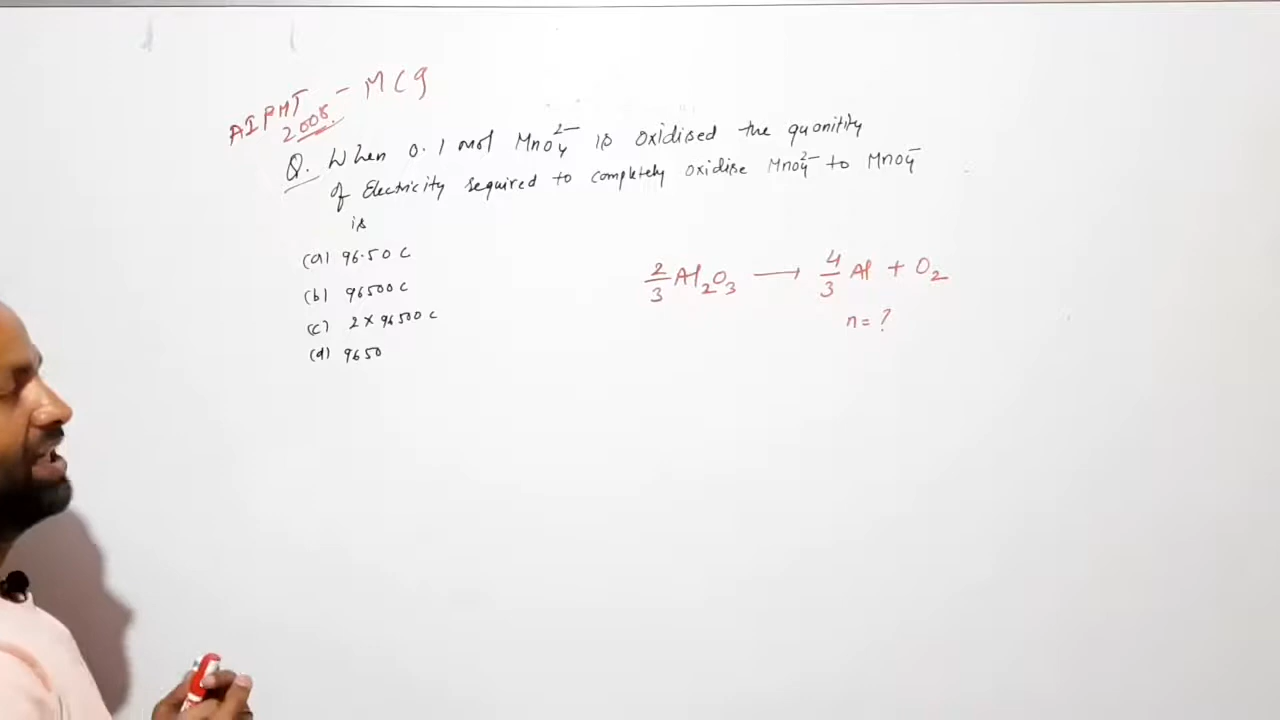 AIPMT - MCQ
2008.
Q. When 0.1 mol MnO₄²⁻ is oxidised the quonitity
of Electricity required to completely oxidise MnO₄²⁻ to MnO₄⁻
is
(a) 96.50 C
(b) 96500 C
(c) 2 × 96500 C
(d) 9650
2/3 Al₂O₃ ⟶ 4/3 Al + O₂
n = ?